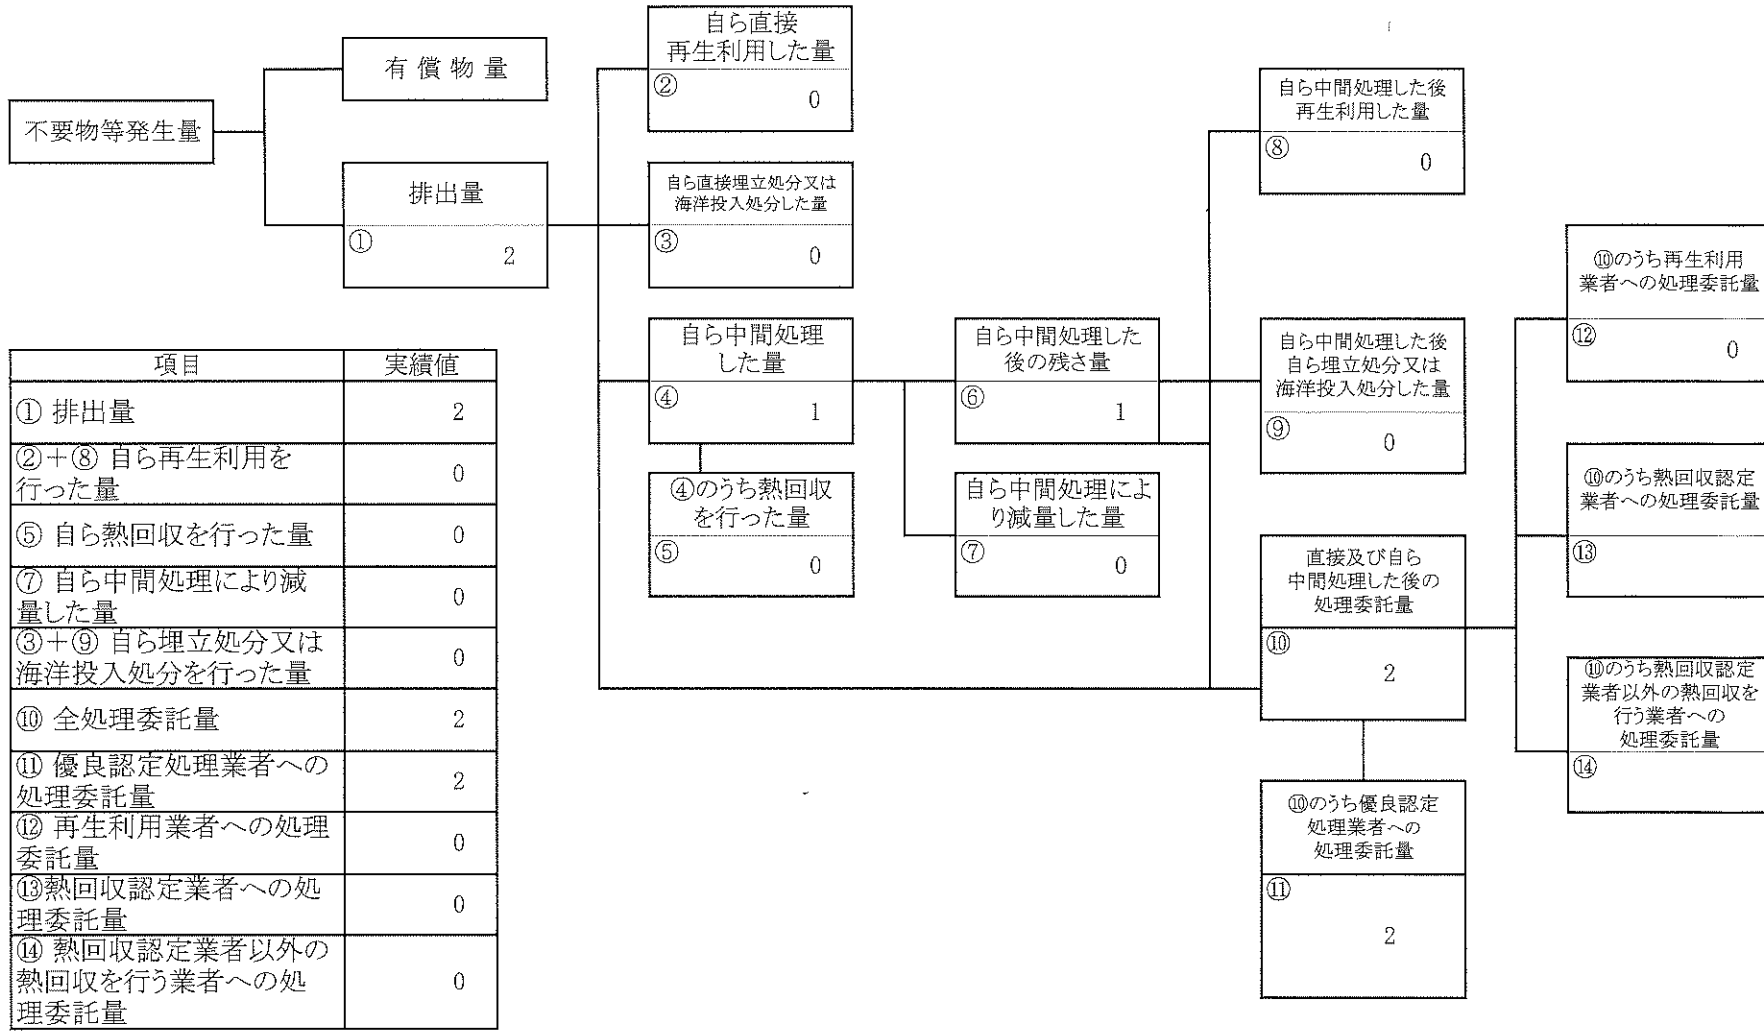 不要物等発生量
有償物量
排出量
①
2
自ら直接
再生利用した量
②
0
自ら直接埋立処分又は
海洋投入処分した量
③
0
自ら中間処理
した量
④
1
④のうち熱回収
を行った量
⑤
0
自ら中間処理した
後の残さ量
⑥
1
自ら中間処理によ
り減量した量
⑦
0
自ら中間処理した後
再生利用した量
⑧
0
自ら中間処理した後
自ら埋立処分又は
海洋投入処分した量
⑨
0
直接及び自ら
中間処理した後の
処理委託量
⑩
2
⑩のうち優良認定
処理業者への
処理委託量
⑪
2
⑩のうち再生利用
業者への処理委託量
⑫
0
⑩のうち熱回収認定
業者への処理委託量
⑬
⑩のうち熱回収認定
業者以外の熱回収を
行う業者への
処理委託量
⑭
項目 実績値
① 排出量 2
②+⑧ 自ら再生利用を
行った量 0
⑤ 自ら熱回収を行った量 0
⑦ 自ら中間処理により減
量した量 0
③+⑨ 自ら埋立処分又は
海洋投入処分を行った量 0
⑩ 全処理委託量 2
⑪ 優良認定処理業者への
処理委託量 2
⑫ 再生利用業者への処理
委託量 0
⑬熱回収認定業者への処
理委託量 0
⑭ 熱回収認定業者以外の
熱回収を行う業者への処
理委託量 0